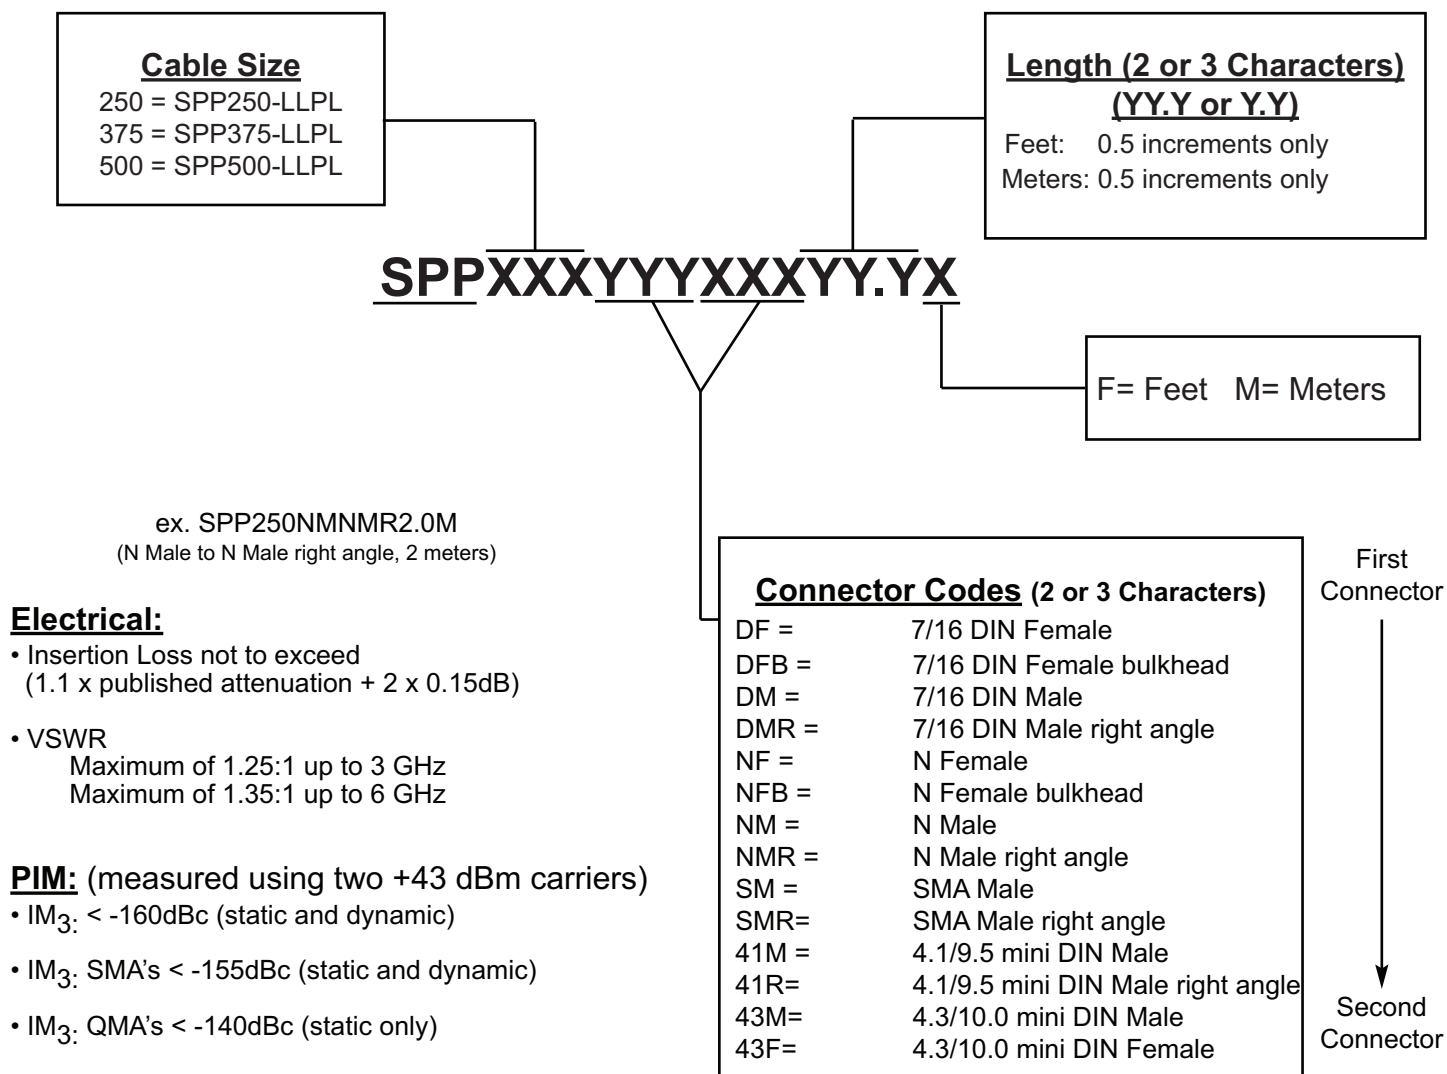 Cable Size
250 = SPP250-LLPL
375 = SPP375-LLPL
500 = SPP500-LLPL
Length (2 or 3 Characters)
(YY.Y or Y.Y)
Feet: 0.5 increments only
Meters: 0.5 increments only
SPPXXXYYYXXXYY.YX
F= Feet M= Meters
ex. SPP250NMNMR2.0M
(N Male to N Male right angle, 2 meters)
Electrical:
• Insertion Loss not to exceed
(1.1 x published attenuation + 2 x 0.15dB)
• VSWR
Maximum of 1.25:1 up to 3 GHz
Maximum of 1.35:1 up to 6 GHz
PIM: (measured using two +43 dBm carriers)
• IM3: < -160dBc (static and dynamic)
• IM3: SMA's < -155dBc (static and dynamic)
• IM3: QMA's < -140dBc (static only)
Connector Codes (2 or 3 Characters)
DF = 7/16 DIN Female
DFB = 7/16 DIN Female bulkhead
DM = 7/16 DIN Male
DMR = 7/16 DIN Male right angle
NF = N Female
NFB = N Female bulkhead
NM = N Male
NMR = N Male right angle
SM = SMA Male
SMR= SMA Male right angle
41M = 4.1/9.5 mini DIN Male
41R= 4.1/9.5 mini DIN Male right angle
43M= 4.3/10.0 mini DIN Male
43F= 4.3/10.0 mini DIN Female
First
Connector
Second
Connector